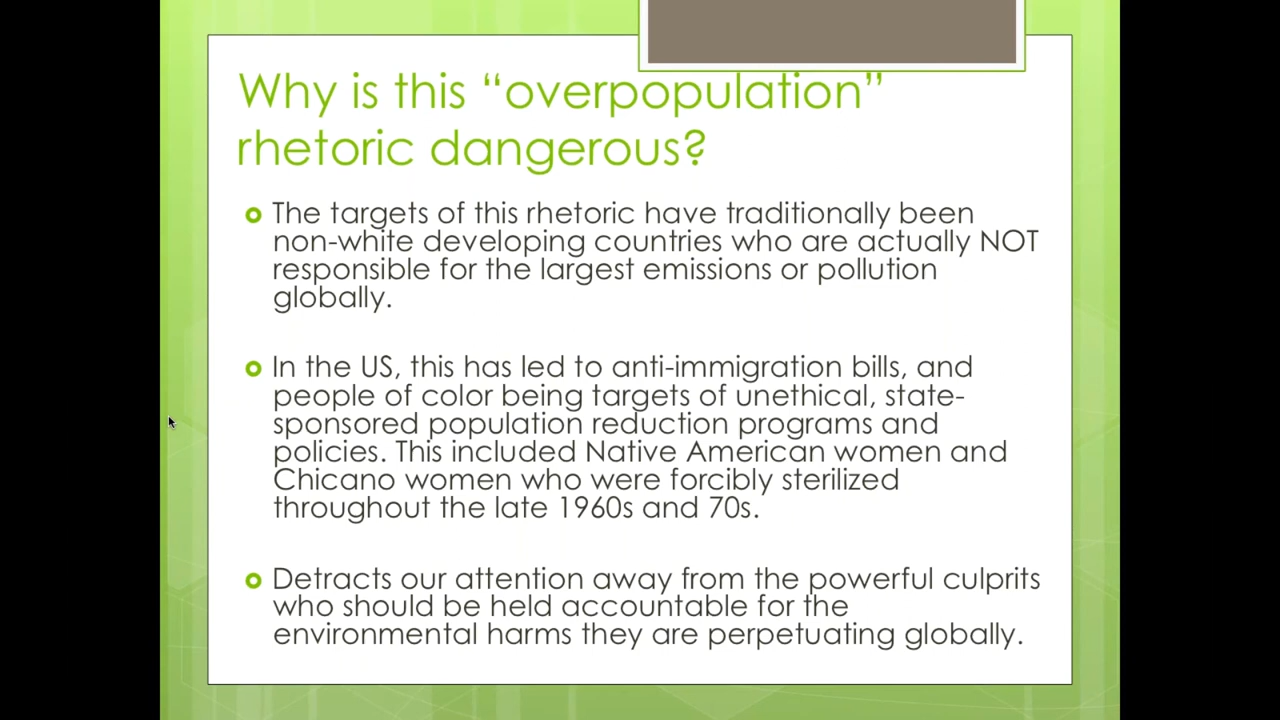 Why is this “overpopulation”
rhetoric dangerous?
The targets of this rhetoric have traditionally been
non-white developing countries who are actually NOT
responsible for the largest emissions or pollution
globally.
In the US, this has led to anti-immigration bills, and
people of color being targets of unethical, state-
sponsored population reduction programs and
policies. This included Native American women and
Chicano women who were forcibly sterilized
throughout the late 1960s and 70s.
Detracts our attention away from the powerful culprits
who should be held accountable for the
environmental harms they are perpetuating globally.